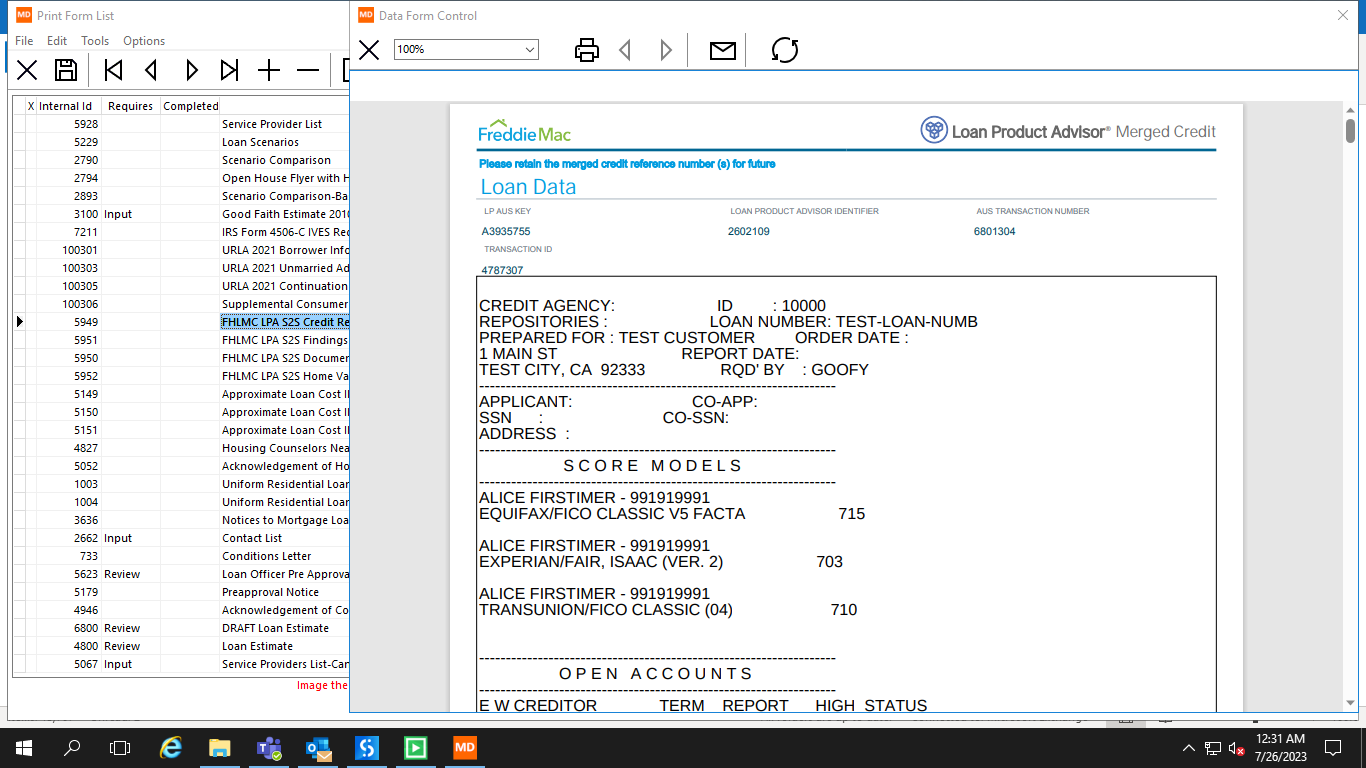 Print Form List
File Edit Tools Options
X Internal Id Requires Completed
5928 Service Provider List
5229 Loan Scenarios
2790 Scenario Comparison
2794 Open House Flyer with H
2893 Scenario Comparison-Ba
3100 Input Good Faith Estimate 2010
7211 IRS Form 4506-C IVES Rec
100301 URLA 2021 Borrower Info
100303 URLA 2021 Unmarried Ad
100305 URLA 2021 Continuation
100306 Supplemental Consumer
5949 FHLMC LPA S2S Credit Re
5951 FHLMC LPA S2S Findings
5950 FHLMC LPA S2S Documen
5952 FHLMC LPA S2S Home Va
5149 Approximate Loan Cost Il
5150 Approximate Loan Cost Il
5151 Approximate Loan Cost Il
4827 Housing Counselors Nea
5052 Acknowledgement of Ho
1003 Uniform Residential Loan
1004 Uniform Residential Loan
3636 Notices to Mortgage Loa
2662 Input Contact List
733 Conditions Letter
5623 Review Loan Officer Pre Approva
5179 Preapproval Notice
4946 Acknowledgement of Co
6800 Review DRAFT Loan Estimate
4800 Review Loan Estimate
5067 Input Service Providers List-Can
Image the
MD Data Form Control
100%
Freddie Mac
Loan Product Advisor® Merged Credit
Please retain the merged credit reference number (s) for future
Loan Data
LP AUS KEY LOAN PRODUCT ADVISOR IDENTIFIER AUS TRANSACTION NUMBER
A3935755 2602109 6801304
TRANSACTION ID
4787307
CREDIT AGENCY: ID : 10000
REPOSITORIES : LOAN NUMBER: TEST-LOAN-NUMB
PREPARED FOR : TEST CUSTOMER ORDER DATE :
1 MAIN ST REPORT DATE:
TEST CITY, CA 92333 RQD' BY : GOOFY
------------------------------------------------------------------
APPLICANT: CO-APP:
SSN : CO-SSN:
ADDRESS :
------------------------------------------------------------------
S C O R E M O D E L S
------------------------------------------------------------------
ALICE FIRSTIMER - 991919991
EQUIFAX/FICO CLASSIC V5 FACTA 715
ALICE FIRSTIMER - 991919991
EXPERIAN/FAIR, ISAAC (VER. 2) 703
ALICE FIRSTIMER - 991919991
TRANSUNION/FICO CLASSIC (04) 710
------------------------------------------------------------------
O P E N A C C O U N T S
------------------------------------------------------------------
E W CREDITOR TERM REPORT HIGH STATUS
MD
12:31 AM
7/26/2023